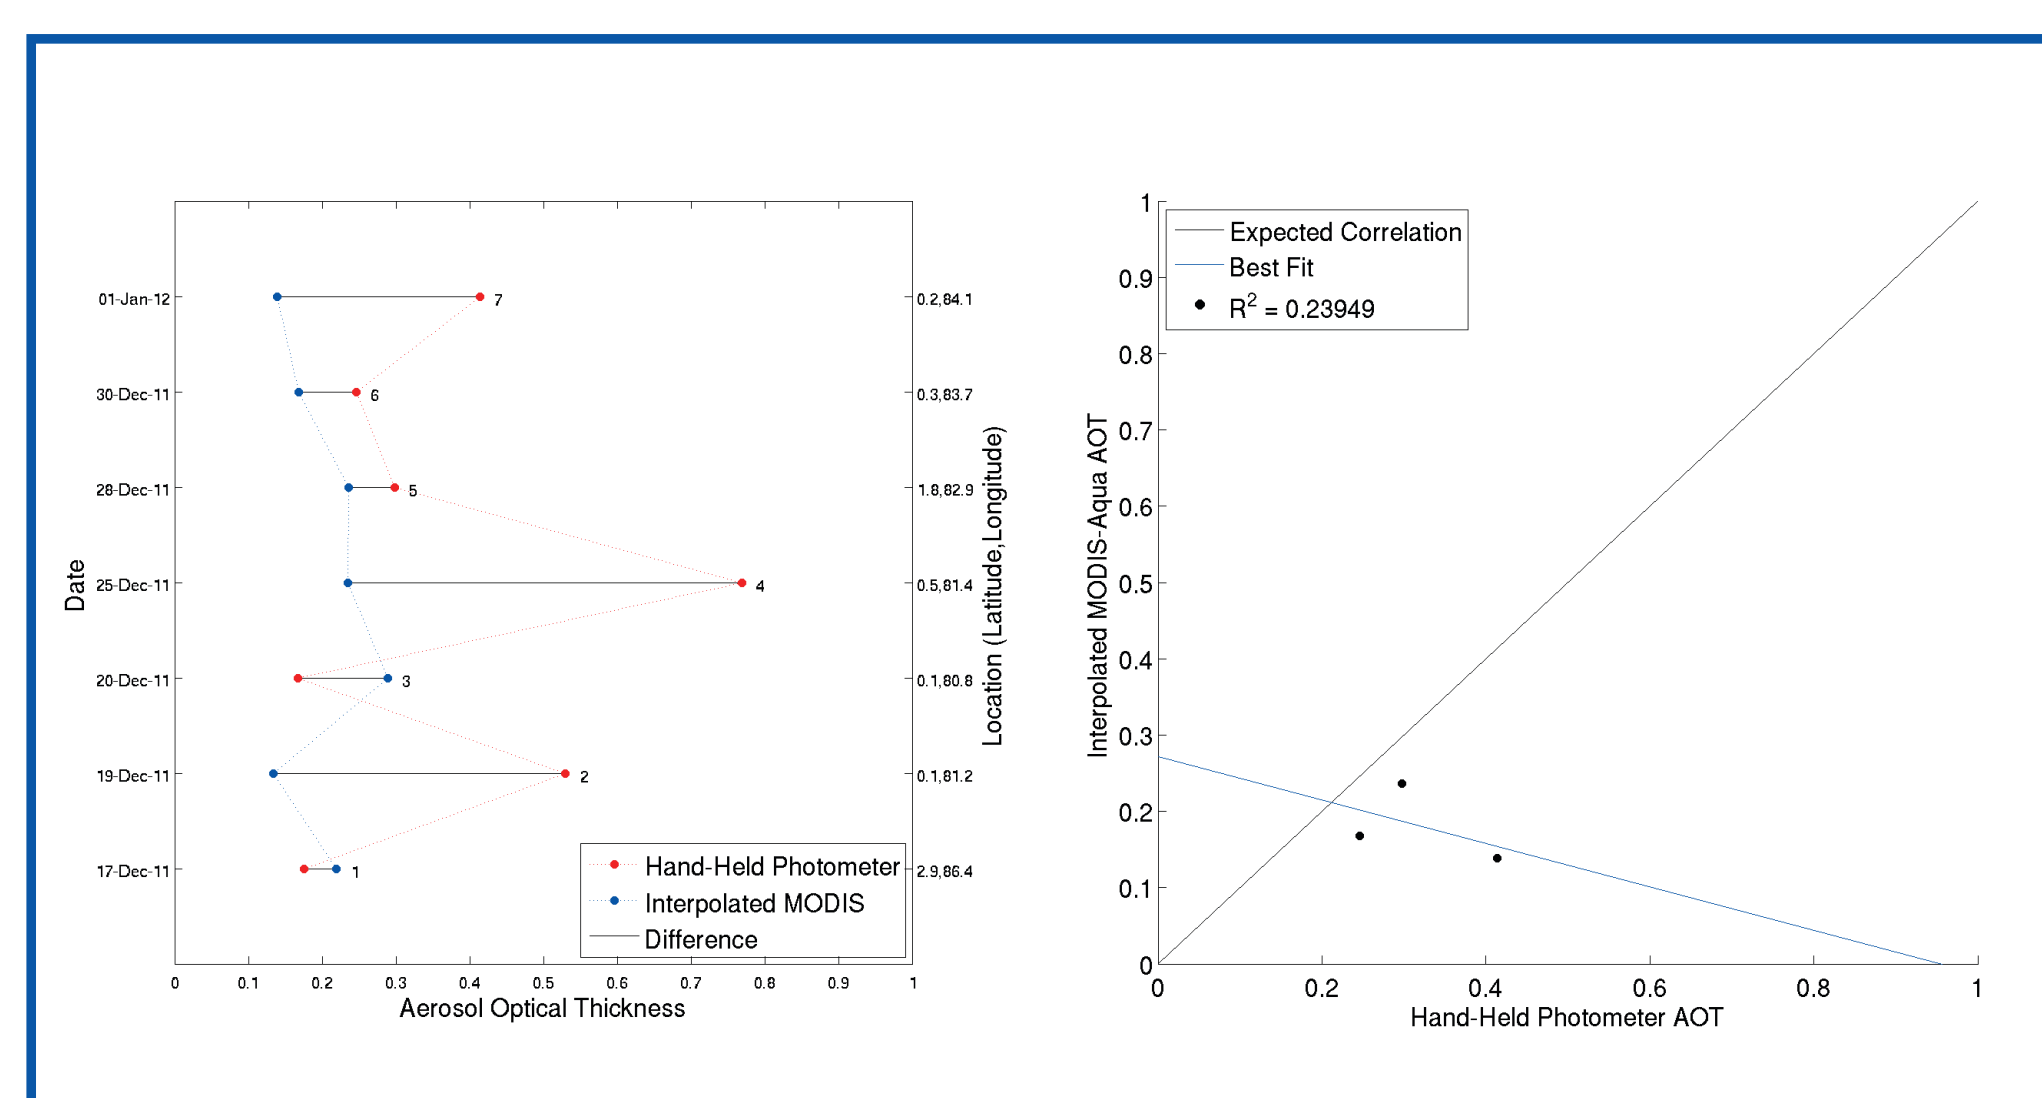 01-Jan-12
30-Dec-11
28-Dec-11
25-Dec-11
20-Dec-11
19-Dec-11
17-Dec-11
Date
7
6
5
4
3
2
1
0.2,84.1
0.3,83.7
1.8,82.9
0.5,81.4
0.1,80.8
0.1,81.2
2.9,86.4
Location (Latitude,Longitude)
Hand-Held Photometer
Interpolated MODIS
Difference
0 0.1 0.2 0.3 0.4 0.5 0.6 0.7 0.8 0.9 1
Aerosol Optical Thickness
1
0.9
0.8
0.7
0.6
0.5
0.4
0.3
0.2
0.1
0
Interpolated MODIS-Aqua AOT
Expected Correlation
Best Fit
R2 = 0.23949
0 0.2 0.4 0.6 0.8 1
Hand-Held Photometer AOT